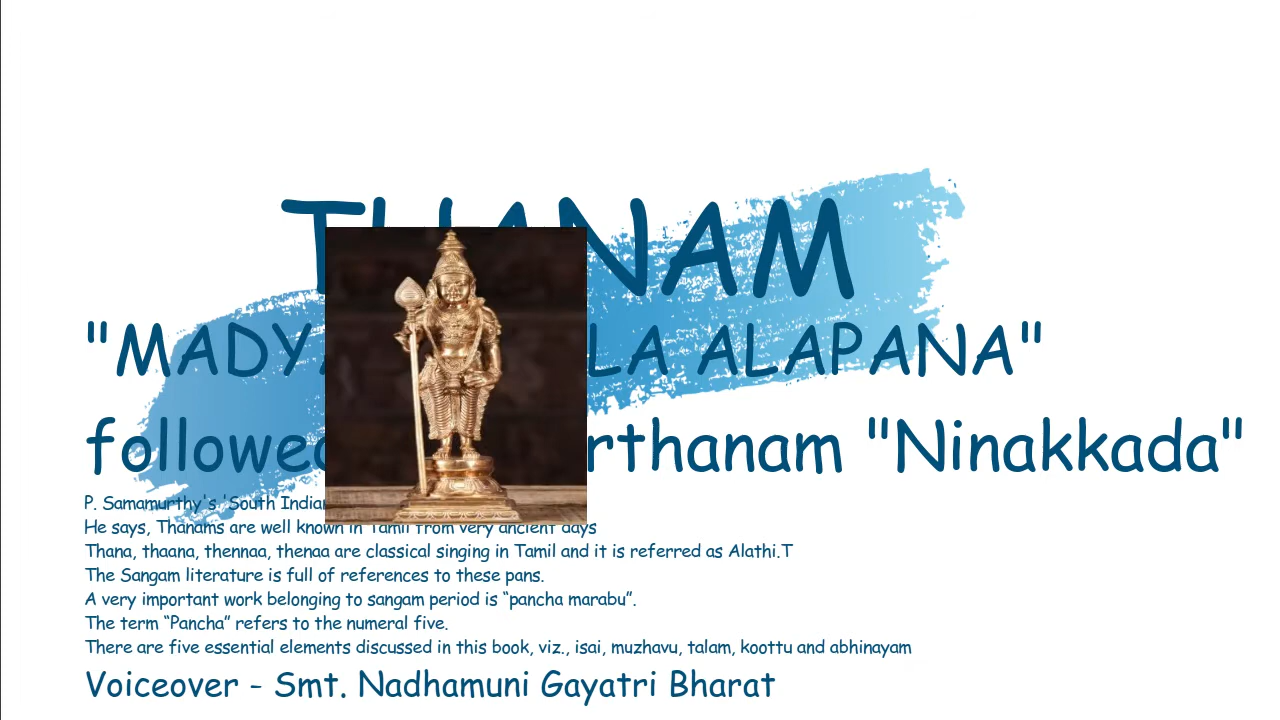 THANAM
"MADY LA ALAPANA"
followed rthanam "Ninakkada"
P. Samamurthy's 'South Indian
He says, Thanams are well known in Tamil from very ancient days
Thana, thaana, thennaa, thenaa are classical singing in Tamil and it is referred as Alathi.T
The Sangam literature is full of references to these pans.
A very important work belonging to sangam period is “pancha marabu”.
The term “Pancha” refers to the numeral five.
There are five essential elements discussed in this book, viz., isai, muzhavu, talam, koottu and abhinayam
Voiceover - Smt. Nadhamuni Gayatri Bharat